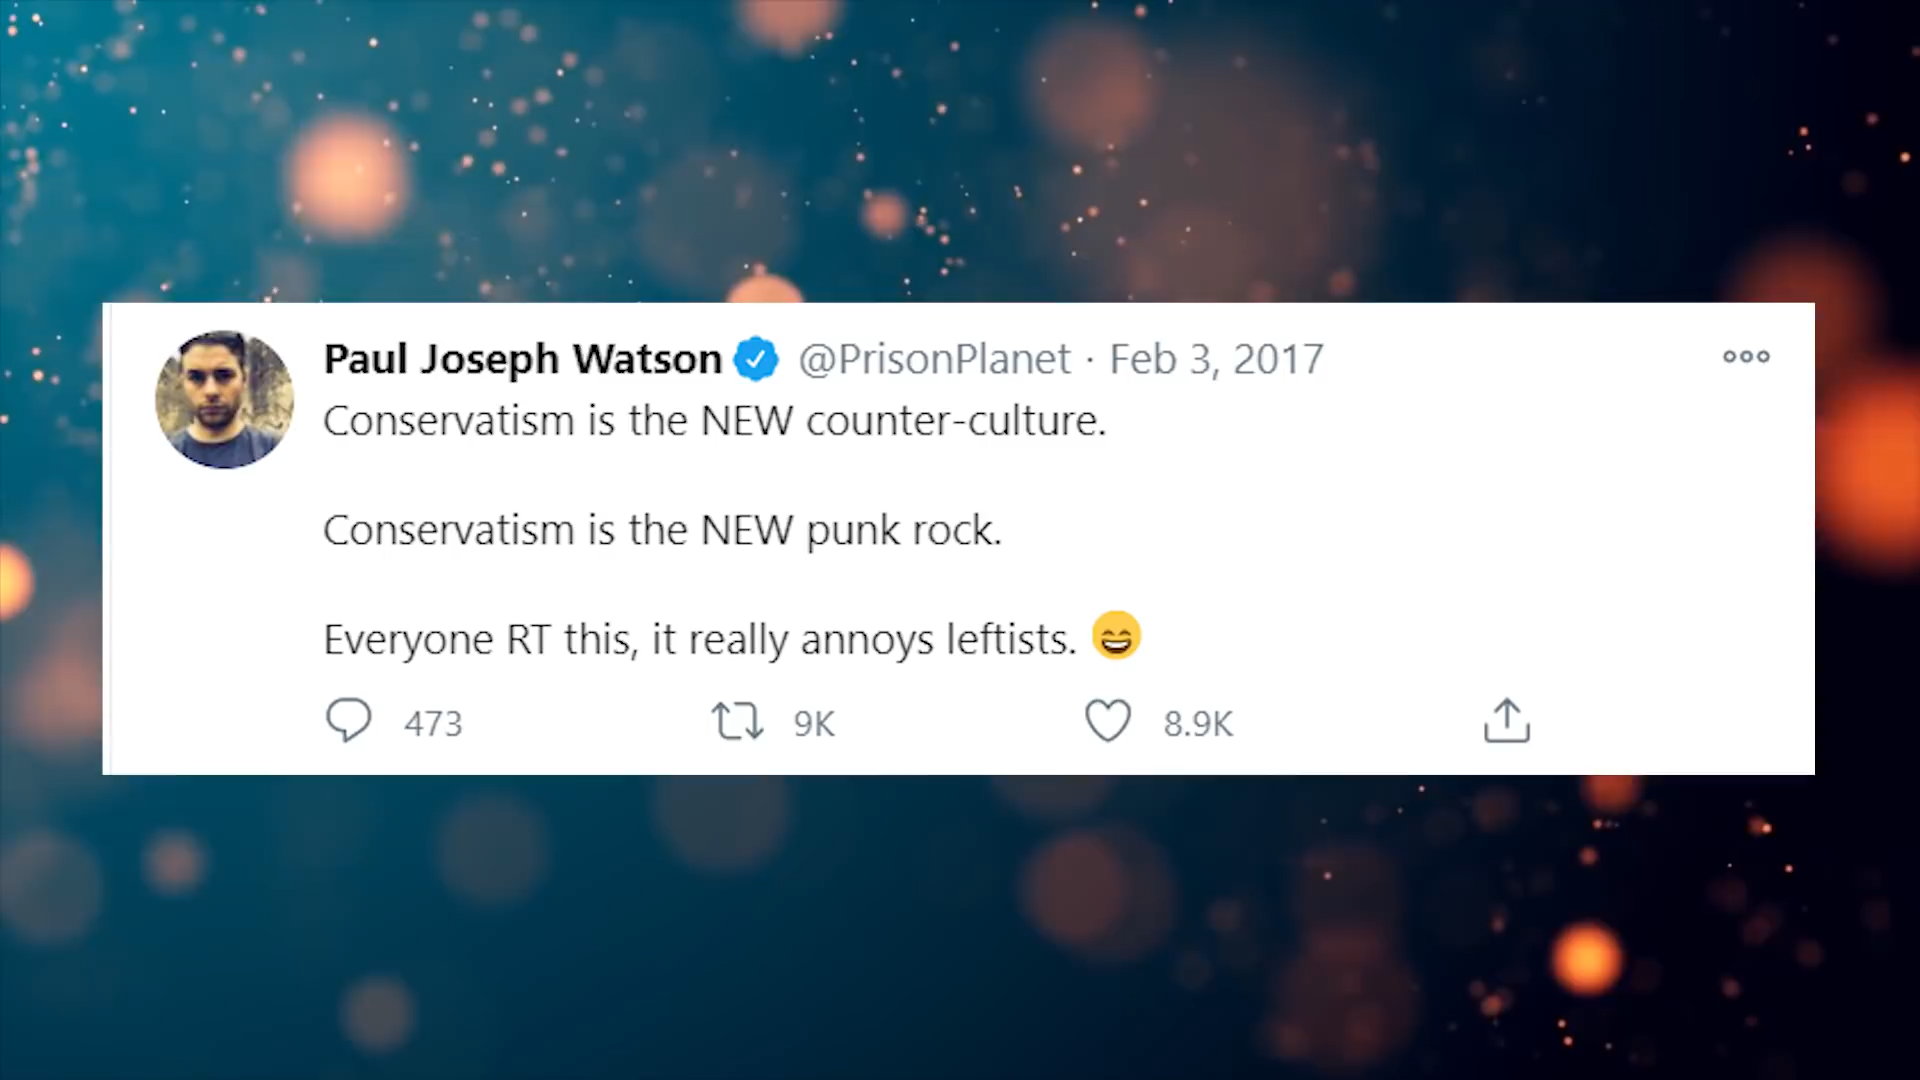 Paul Joseph Watson @PrisonPlanet · Feb 3, 2017
Conservatism is the NEW counter-culture.
Conservatism is the NEW punk rock.
Everyone RT this, it really annoys leftists. 😄
473 9K 8.9K